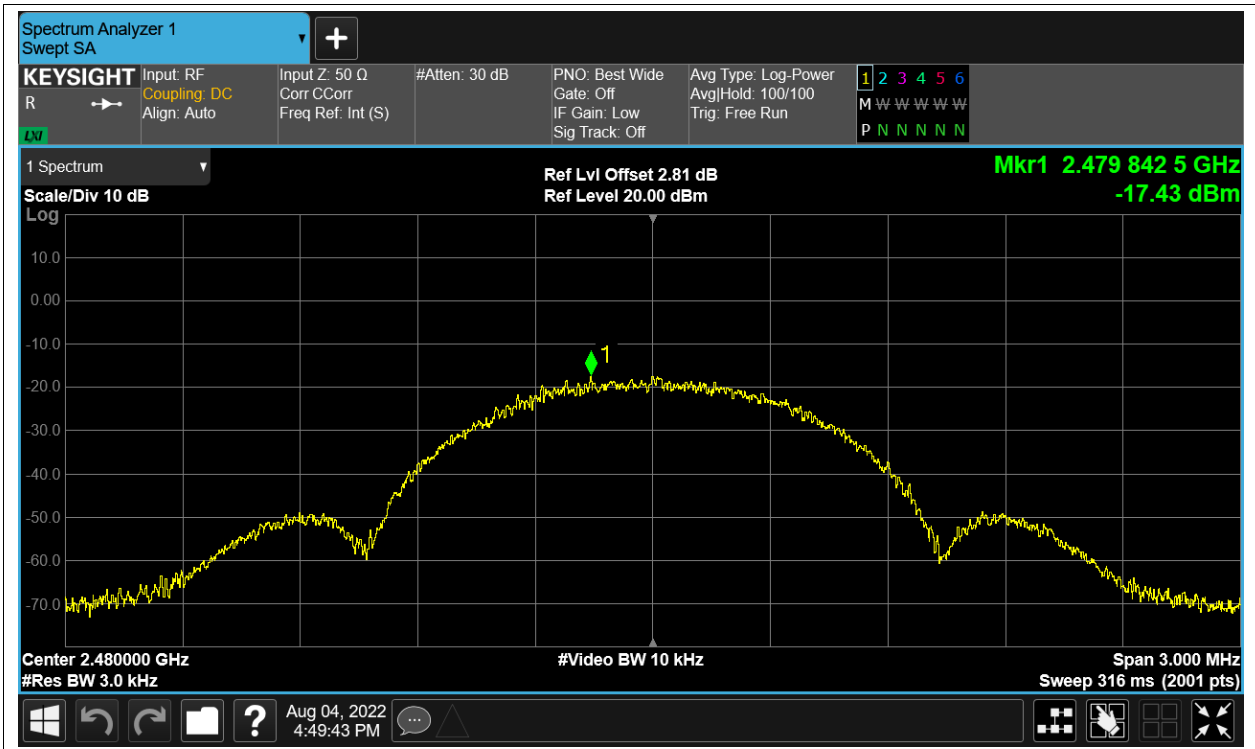 Spectrum Analyzer 1
Swept SA
+
KEYSIGHT
R
LXI
Input: RF
Coupling: DC
Align: Auto
Input Z: 50 Ω
Corr CCorr
Freq Ref: Int (S)
#Atten: 30 dB
PNO: Best Wide
Gate: Off
IF Gain: Low
Sig Track: Off
Avg Type: Log-Power
Avg|Hold: 100/100
Trig: Free Run
1 2 3 4 5 6
M W W W W W
P N N N N N
1 Spectrum
Scale/Div 10 dB
Log
Ref Lvl Offset 2.81 dB
Ref Level 20.00 dBm
Mkr1 2.479 842 5 GHz
-17.43 dBm
10.0
0.00
-10.0
1
-20.0
-30.0
-40.0
-50.0
-60.0
-70.0
Center 2.480000 GHz
#Res BW 3.0 kHz
#Video BW 10 kHz
Span 3.000 MHz
Sweep 316 ms (2001 pts)
?
Aug 04, 2022
4:49:43 PM